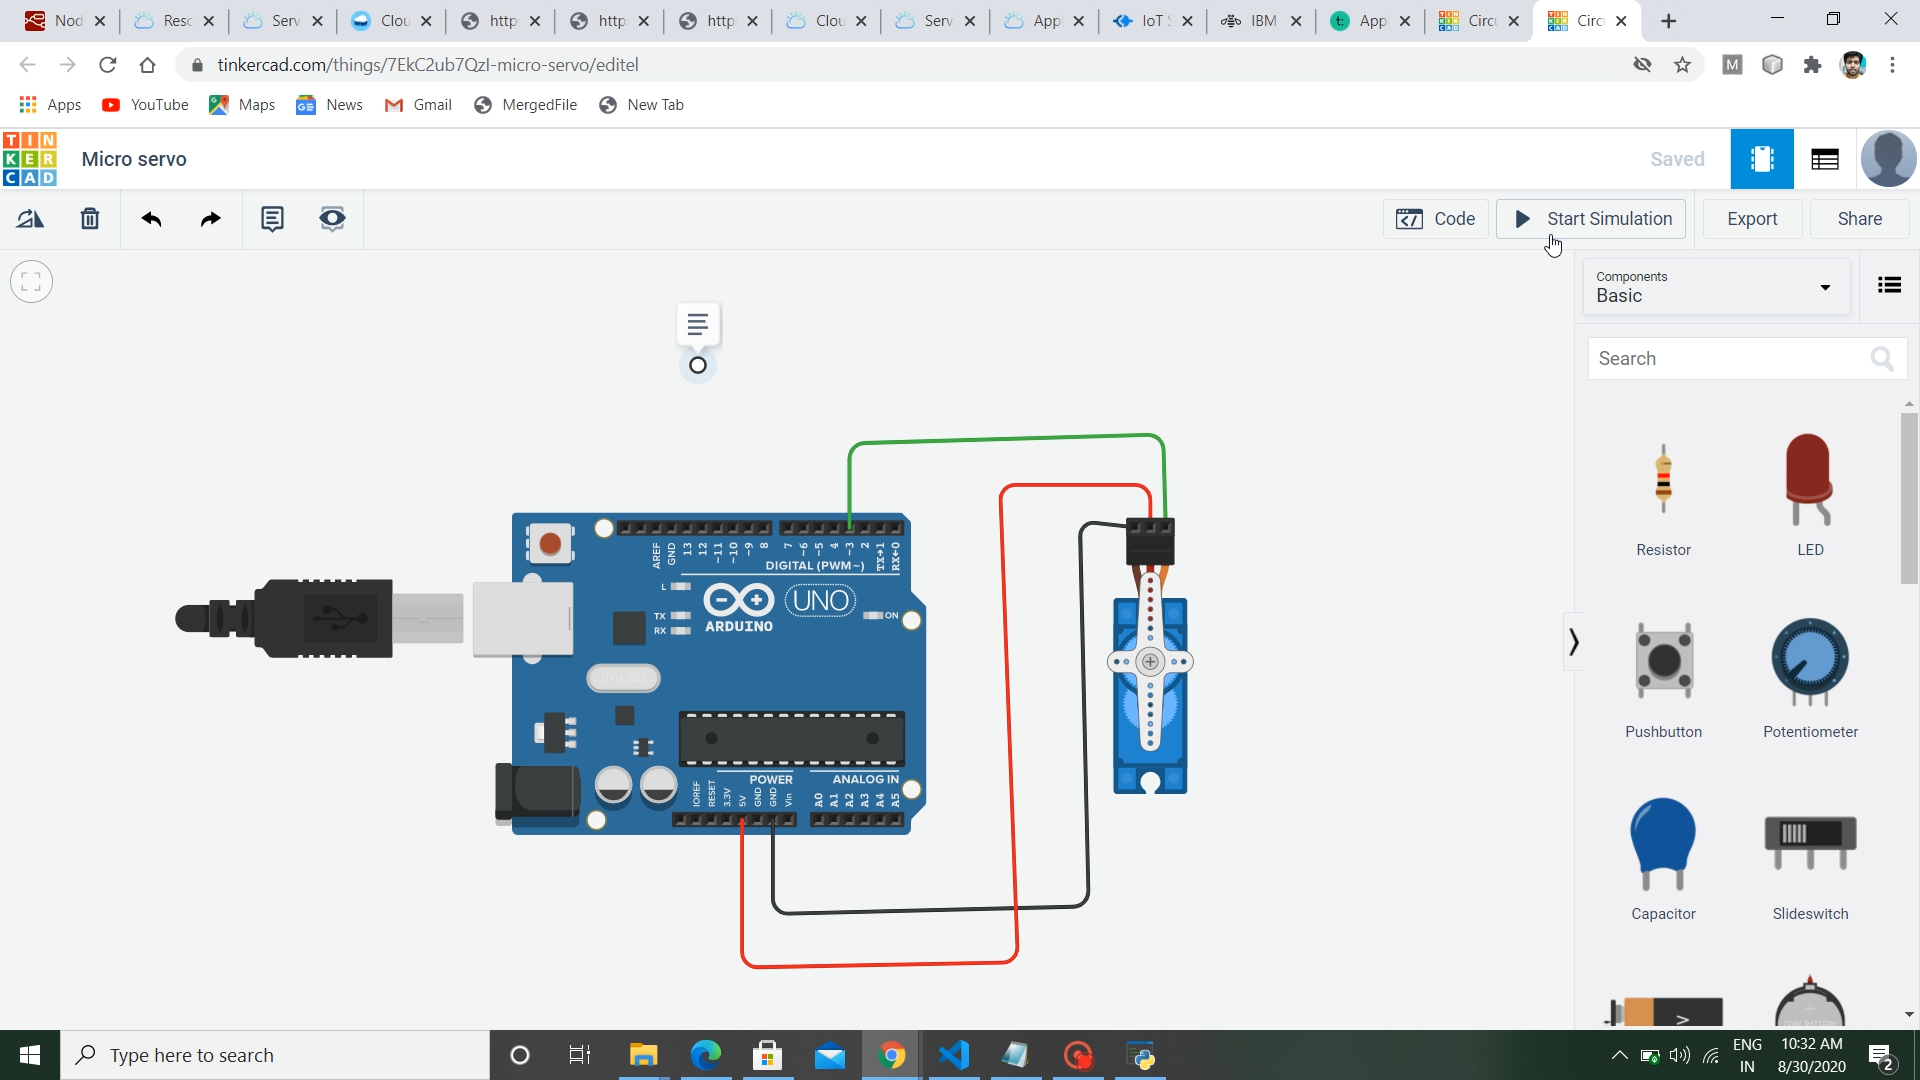 Nod
Resc
Serv
Clou
http
http
http
Clou
Serv
App
IoT S
IBM
t:
App
Circu
Circ
tinkercad.com/things/7EkC2ub7QzI-micro-servo/editel
M
Apps
YouTube
Maps
News
Gmail
MergedFile
New Tab
TIN
KER
CAD
Micro servo
Saved
Code
Start Simulation
Export
Share
Components
Basic
Search
Resistor
LED
Pushbutton
Potentiometer
Capacitor
Slideswitch
AREF
GND
13
12
~11
~10
~9
8
7
~6
~5
4
~3
2
TX→1
RX←0
DIGITAL (PWM~)
L
TX
RX
ARDUINO
UNO
ON
POWER
ANALOG IN
IOREF
RESET
3.3V
5V
GND
GND
Vin
A0
A1
A2
A3
A4
A5
Type here to search
ENG
IN
10:32 AM
8/30/2020
2